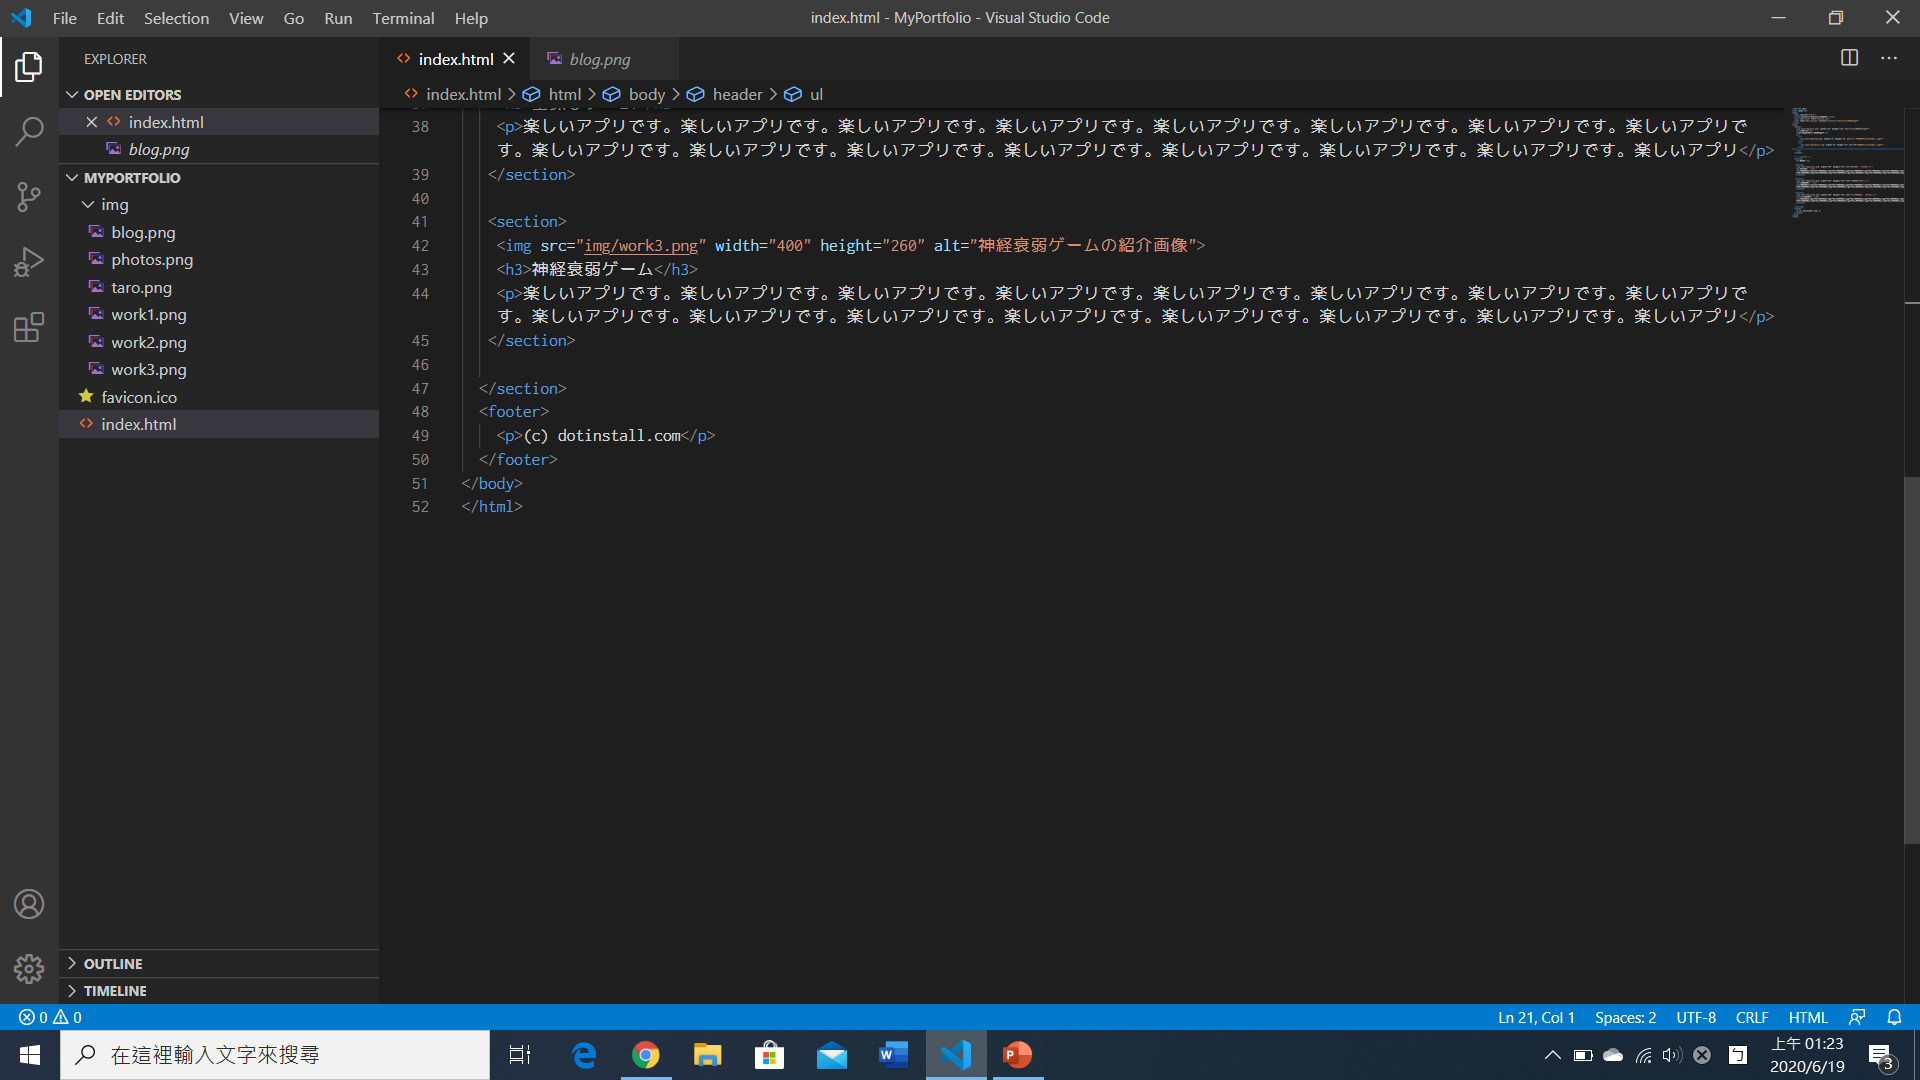 File Edit Selection View Go Run Terminal Help
index.html - MyPortfolio - Visual Studio Code
EXPLORER
OPEN EDITORS
index.html
blog.png
MYPORTFOLIO
img
blog.png
photos.png
taro.png
work1.png
work2.png
work3.png
favicon.ico
index.html
OUTLINE
TIMELINE
index.html
blog.png
index.html > html > body > header > ul
38 <p>楽しいアプリです。楽しいアプリです。楽しいアプリです。楽しいアプリです。楽しいアプリです。楽しいアプリです。楽しいアプリです。楽しいアプリで
す。楽しいアプリです。楽しいアプリです。楽しいアプリです。楽しいアプリです。楽しいアプリです。楽しいアプリです。楽しいアプリです。楽しいアプリ</p>
39 </section>
40
41 <section>
42 <img src="img/work3.png" width="400" height="260" alt="神経衰弱ゲームの紹介画像">
43 <h3>神経衰弱ゲーム</h3>
44 <p>楽しいアプリです。楽しいアプリです。楽しいアプリです。楽しいアプリです。楽しいアプリです。楽しいアプリです。楽しいアプリです。楽しいアプリで
す。楽しいアプリです。楽しいアプリです。楽しいアプリです。楽しいアプリです。楽しいアプリです。楽しいアプリです。楽しいアプリです。楽しいアプリ</p>
45 </section>
46
47 </section>
48 <footer>
49 <p>(c) dotinstall.com</p>
50 </footer>
51 </body>
52 </html>
0 0
Ln 21, Col 1 Spaces: 2 UTF-8 CRLF HTML
在這裡輸入文字來搜尋
上午 01:23
2020/6/19
3